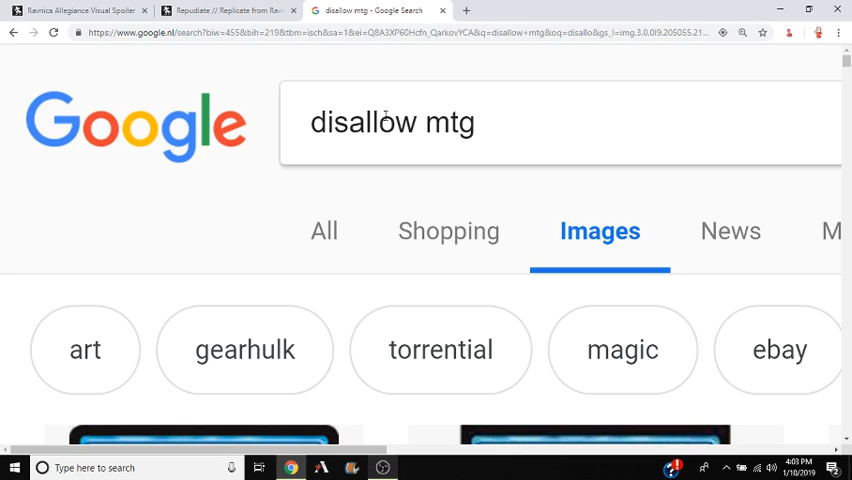 Ravnica Allegiance Visual Spoiler
Repudiate // Replicate from Rav
disallow mtg - Google Search
https://www.google.nl/search?biw=455&bih=219&tbm=isch&sa=1&ei=Q8A3XP60Hcfn_QarkovYCA&q=disallow+mtg&oq=disallo&gs_l=img.3.0.0l9.205055.21...
Google
disallow mtg
All
Shopping
Images
News
M
art
gearhulk
torrential
magic
ebay
Type here to search
4:03 PM
1/10/2019
2